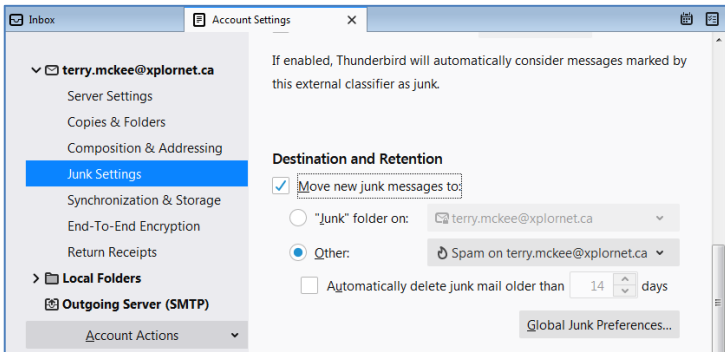 Inbox
Account Settings
terry.mckee@xplornet.ca
Server Settings
Copies & Folders
Composition & Addressing
Junk Settings
Synchronization & Storage
End-To-End Encryption
Return Receipts
Local Folders
Outgoing Server (SMTP)
Account Actions
If enabled, Thunderbird will automatically consider messages marked by
this external classifier as junk.
Destination and Retention
Move new junk messages to:
"Junk" folder on: terry.mckee@xplornet.ca
Other: Spam on terry.mckee@xplornet.ca
Automatically delete junk mail older than 14 days
Global Junk Preferences...